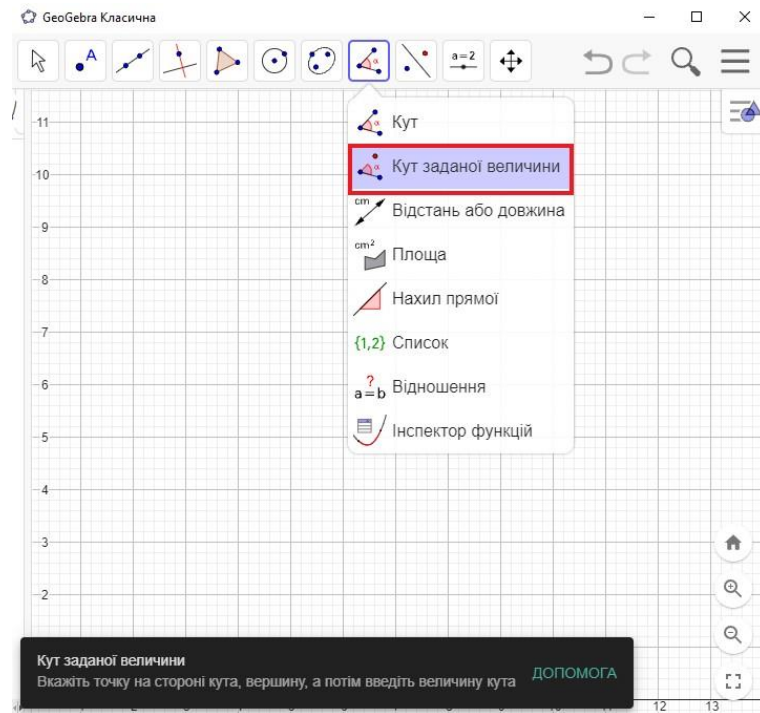 GeoGebra Класична
A
α
a=2
α Кут
α Кут заданої величини
cm Відстань або довжина
cm² Площа
Нахил прямої
{1,2} Список
a?=b Відношення
Інспектор функцій
11
10
9
8
7
6
5
4
3
2
Кут заданої величини
Вкажіть точку на стороні кута, вершину, а потім введіть величину кута
ДОПОМОГА
12
13